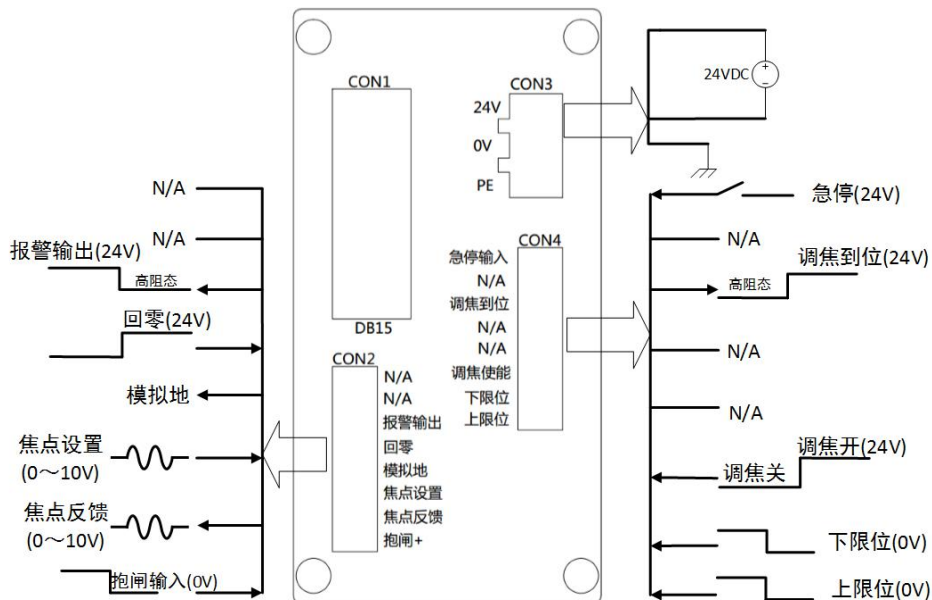 CON1
DB15
CON3
24V
0V
PE
24VDC
CON2
N/A
N/A
报警输出
回零
模拟地
焦点设置
焦点反馈
抱闸+
CON4
急停输入
N/A
调焦到位
N/A
N/A
调焦使能
下限位
上限位
N/A
N/A
报警输出(24V)
高阻态
回零(24V)
模拟地
焦点设置
(0～10V)
焦点反馈
(0～10V)
抱闸输入(0V)
急停(24V)
N/A
调焦到位(24V)
高阻态
N/A
N/A
调焦开(24V)
调焦关
下限位(0V)
上限位(0V)